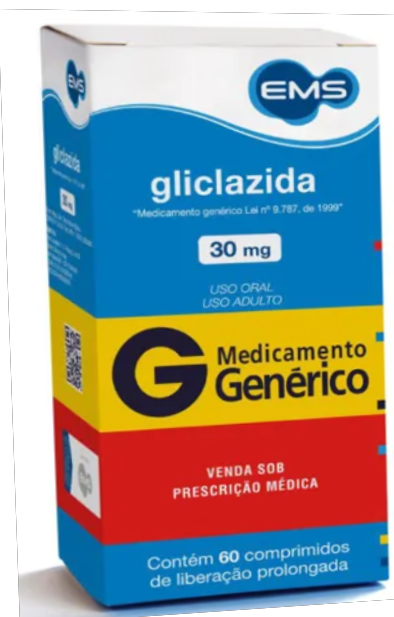 EMS
gliclazida
"Medicamento genérico Lei nº 9.787, de 1999"
30 mg
USO ORAL
USO ADULTO
G Medicamento
Genérico
VENDA SOB
PRESCRIÇÃO MÉDICA
Contém 60 comprimidos
de liberação prolongada
EMS
gliclazida
30 mg
EMS